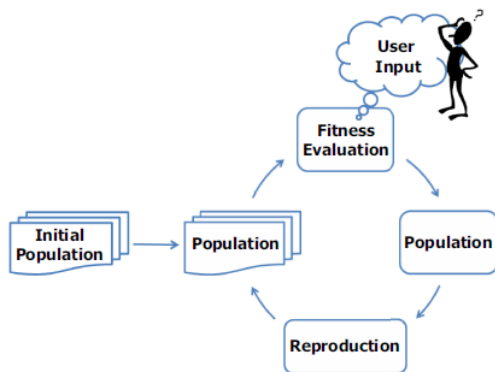 User
Input
?
Fitness
Evaluation
Initial
Population
Population
Population
Reproduction